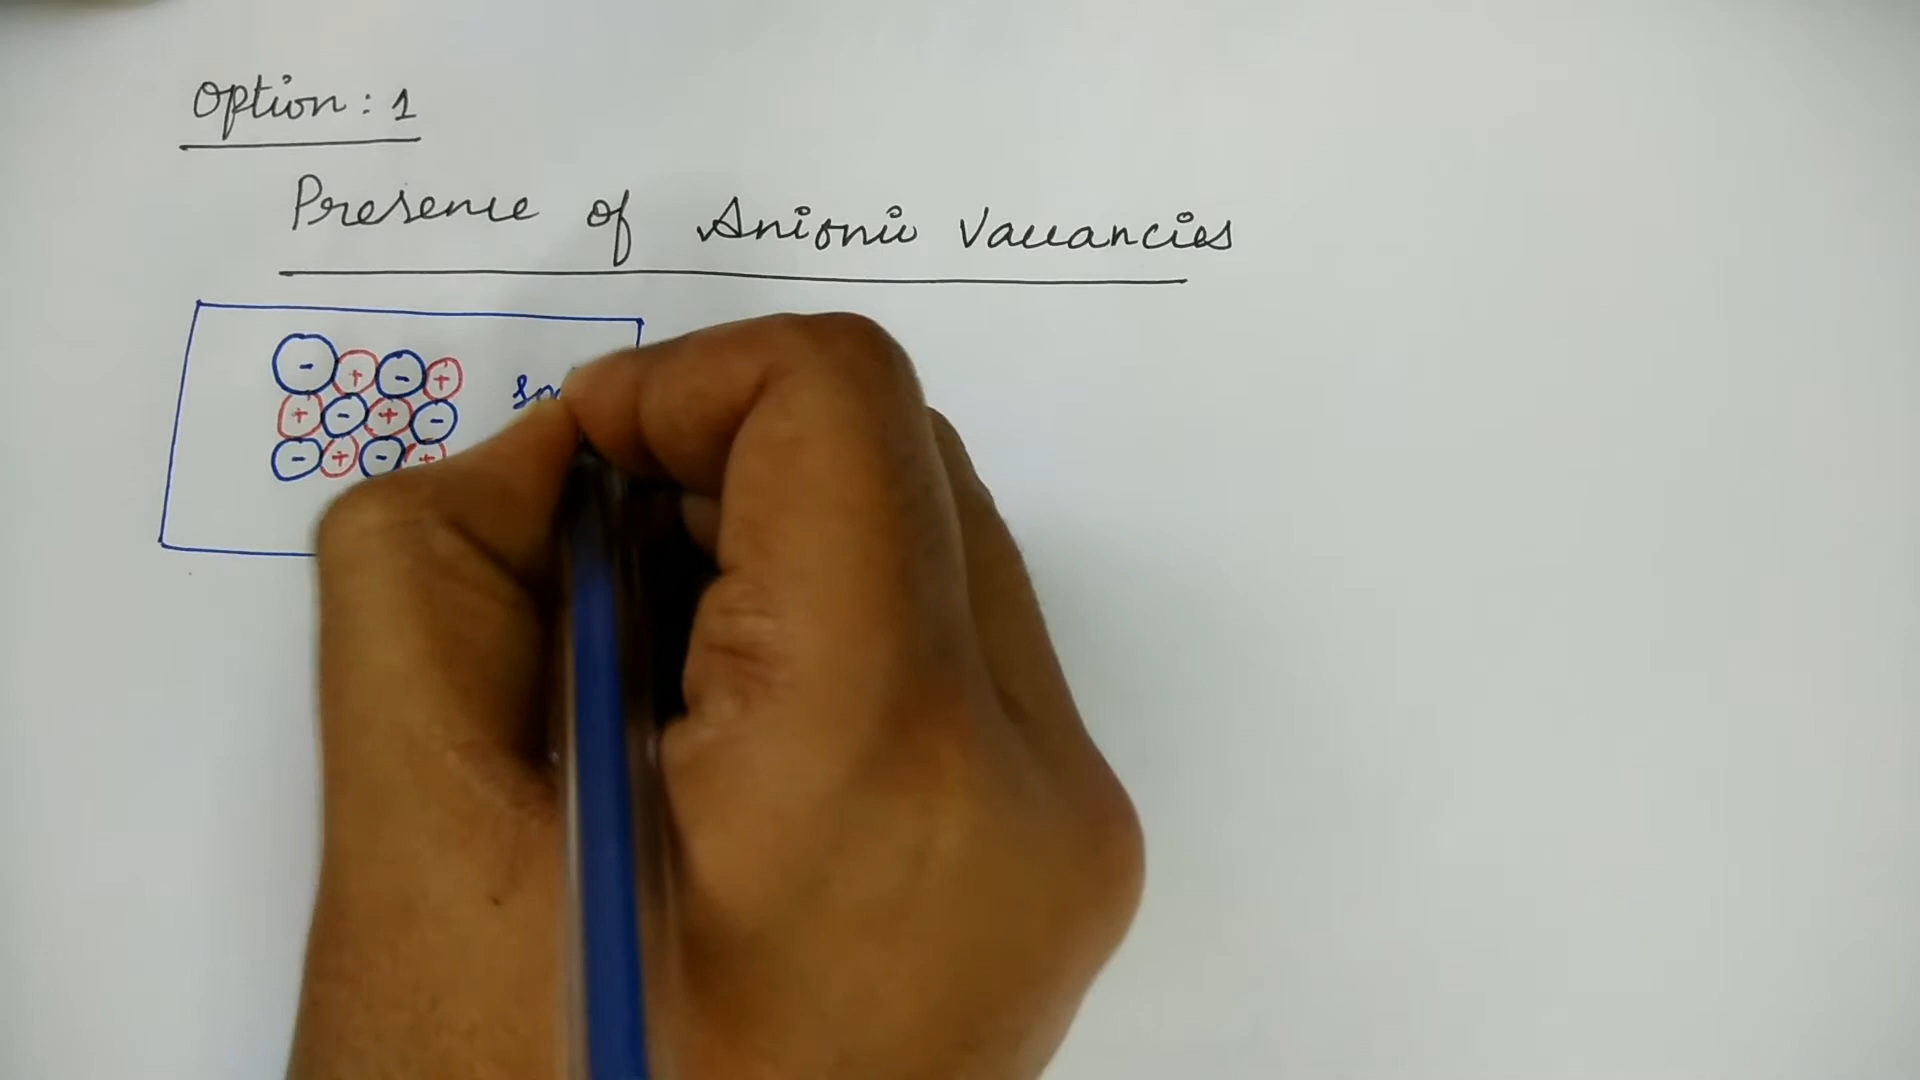 Option : 1
Presence of Anionic Vacancies
- + - +
+ - + -
- + - +